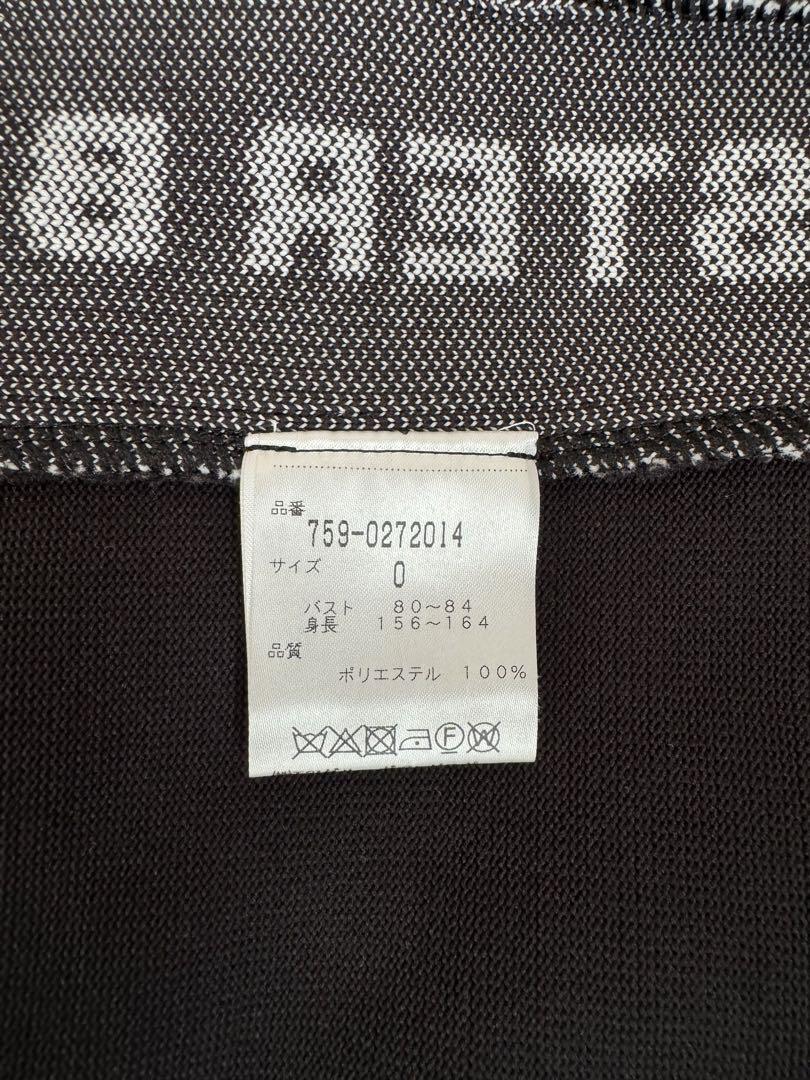 STER B
品番
759-0272014
サイズ
0
バスト 80～84
身長 156～164
品質
ポリエステル 100%
F W